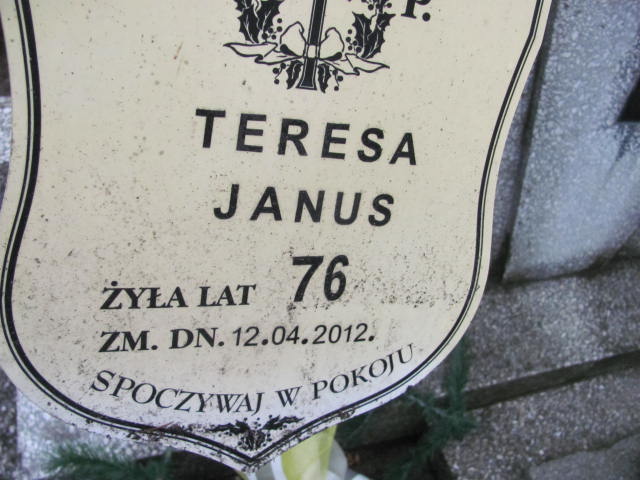 P.
TERESA
JANUS
ŻYŁA LAT 76
ZM. DN. 12.04.2012.
SPOCZYWAJ W POKOJU